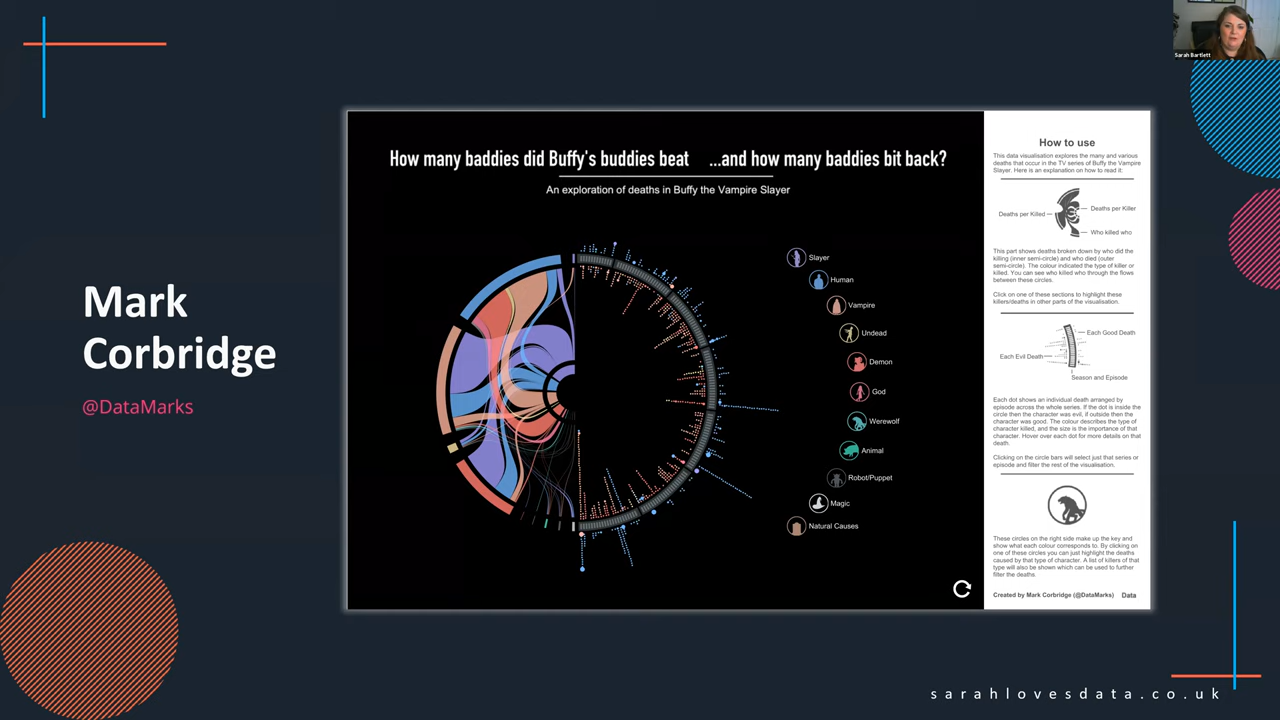 Sarah Bartlett
Mark
Corbridge
@DataMarks
How many baddies did Buffy's buddies beat ...and how many baddies bit back?
An exploration of deaths in Buffy the Vampire Slayer
Slayer
Human
Vampire
Undead
Demon
God
Werewolf
Animal
Robot/Puppet
Magic
Natural Causes
How to use
This data visualisation explores the many and various
deaths that occur in the TV series of Buffy the Vampire
Slayer. Here is an explanation on how to read it:
Deaths per Killed
Deaths per Killer
Who killed who
This part shows deaths broken down by who did the
killing (inner semi-circle) and who died (outer
semi-circle). The colour indicated the type of killer or
killed. You can see who killed who through the flows
between these circles.
Click on one of these sections to highlight these
killers/deaths in other parts of the visualisation.
Each Good Death
Each Evil Death
Season and Episode
Each dot shows an individual death arranged by
episode across the whole series. If the dot is inside the
circle then the character was evil, if outside then the
character was good. The colour describes the type of
character killed, and the size is the importance of that
character. Hover over each dot for more details on that
death.
Clicking on the circle bars will select just that series or
episode and filter the rest of the visualisation.
These circles on the right side make up the key and
show what each colour corresponds to. By clicking on
one of these circles you can just highlight the deaths
caused by that type of character. A list of killers of that
type will also be shown which can be used to further
filter the deaths.
Created by Mark Corbridge (@DataMarks) Data
sarahlovesdata.co.uk